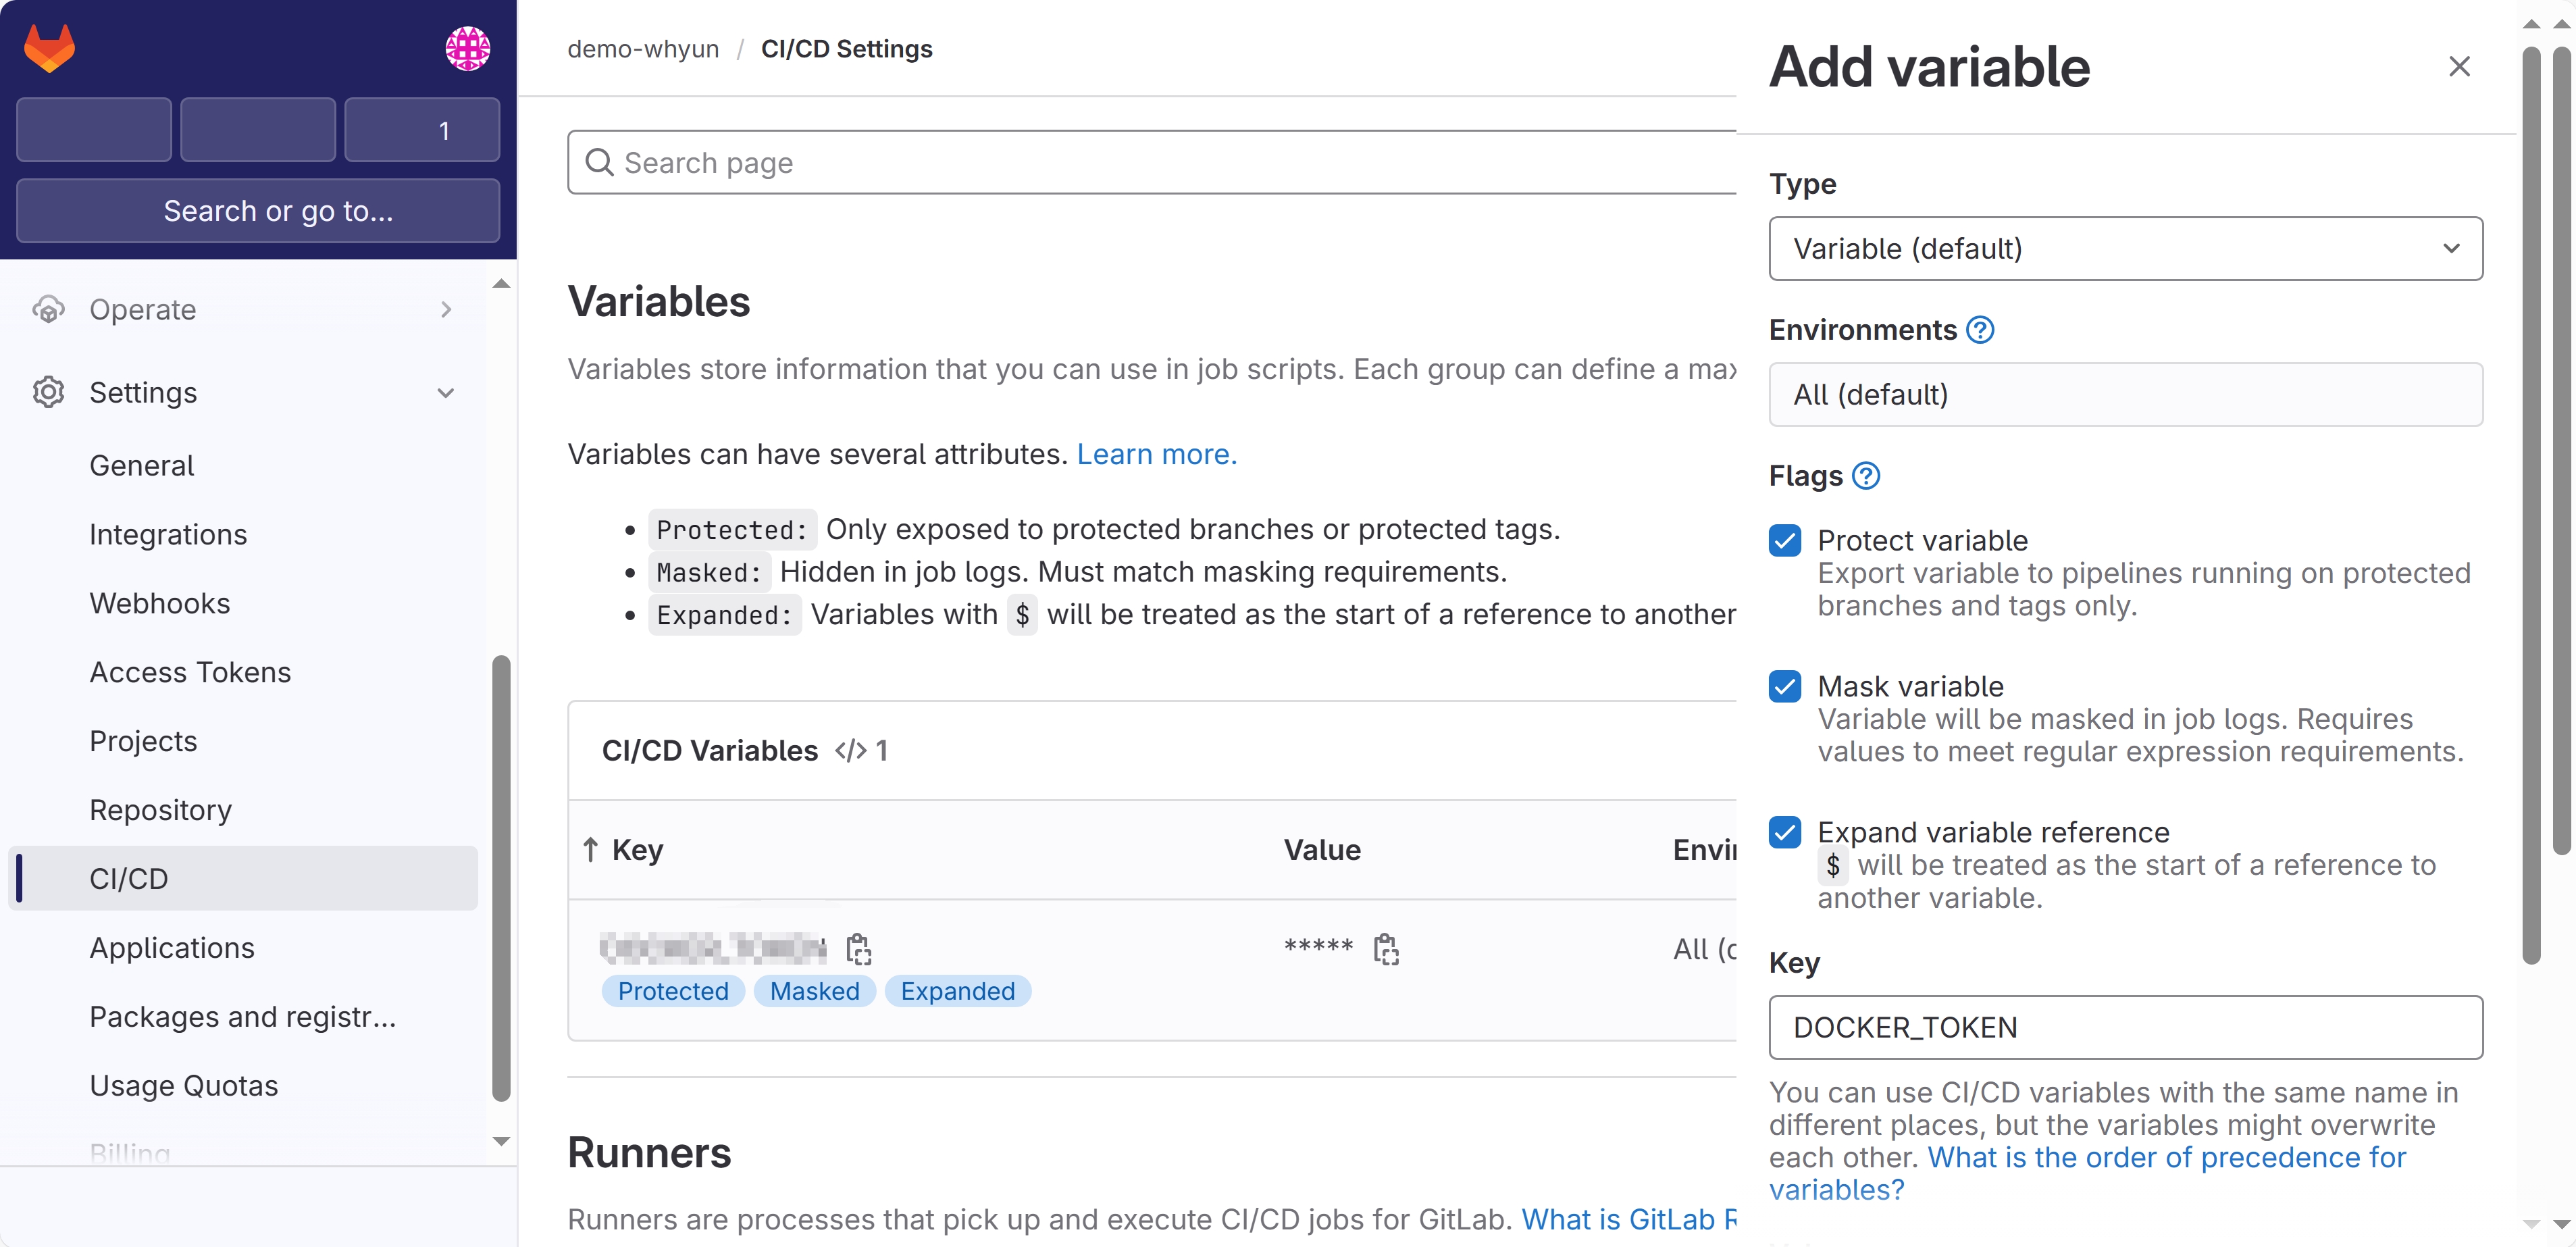 1
Search or go to...
Operate
Settings
General
Integrations
Webhooks
Access Tokens
Projects
Repository
CI/CD
Applications
Packages and registr...
Usage Quotas
Billing
demo-whyun / CI/CD Settings
Search page
Variables
Variables store information that you can use in job scripts. Each group can define a max
Variables can have several attributes. Learn more.
• Protected: Only exposed to protected branches or protected tags.
• Masked: Hidden in job logs. Must match masking requirements.
• Expanded: Variables with $ will be treated as the start of a reference to another
CI/CD Variables </> 1
↑ Key Value Envir
***** All (d
Protected Masked Expanded
Runners
Runners are processes that pick up and execute CI/CD jobs for GitLab. What is GitLab R
Add variable
Type
Variable (default)
Environments ?
All (default)
Flags ?
Protect variable
Export variable to pipelines running on protected
branches and tags only.
Mask variable
Variable will be masked in job logs. Requires
values to meet regular expression requirements.
Expand variable reference
$ will be treated as the start of a reference to
another variable.
Key
DOCKER_TOKEN
You can use CI/CD variables with the same name in
different places, but the variables might overwrite
each other. What is the order of precedence for
variables?